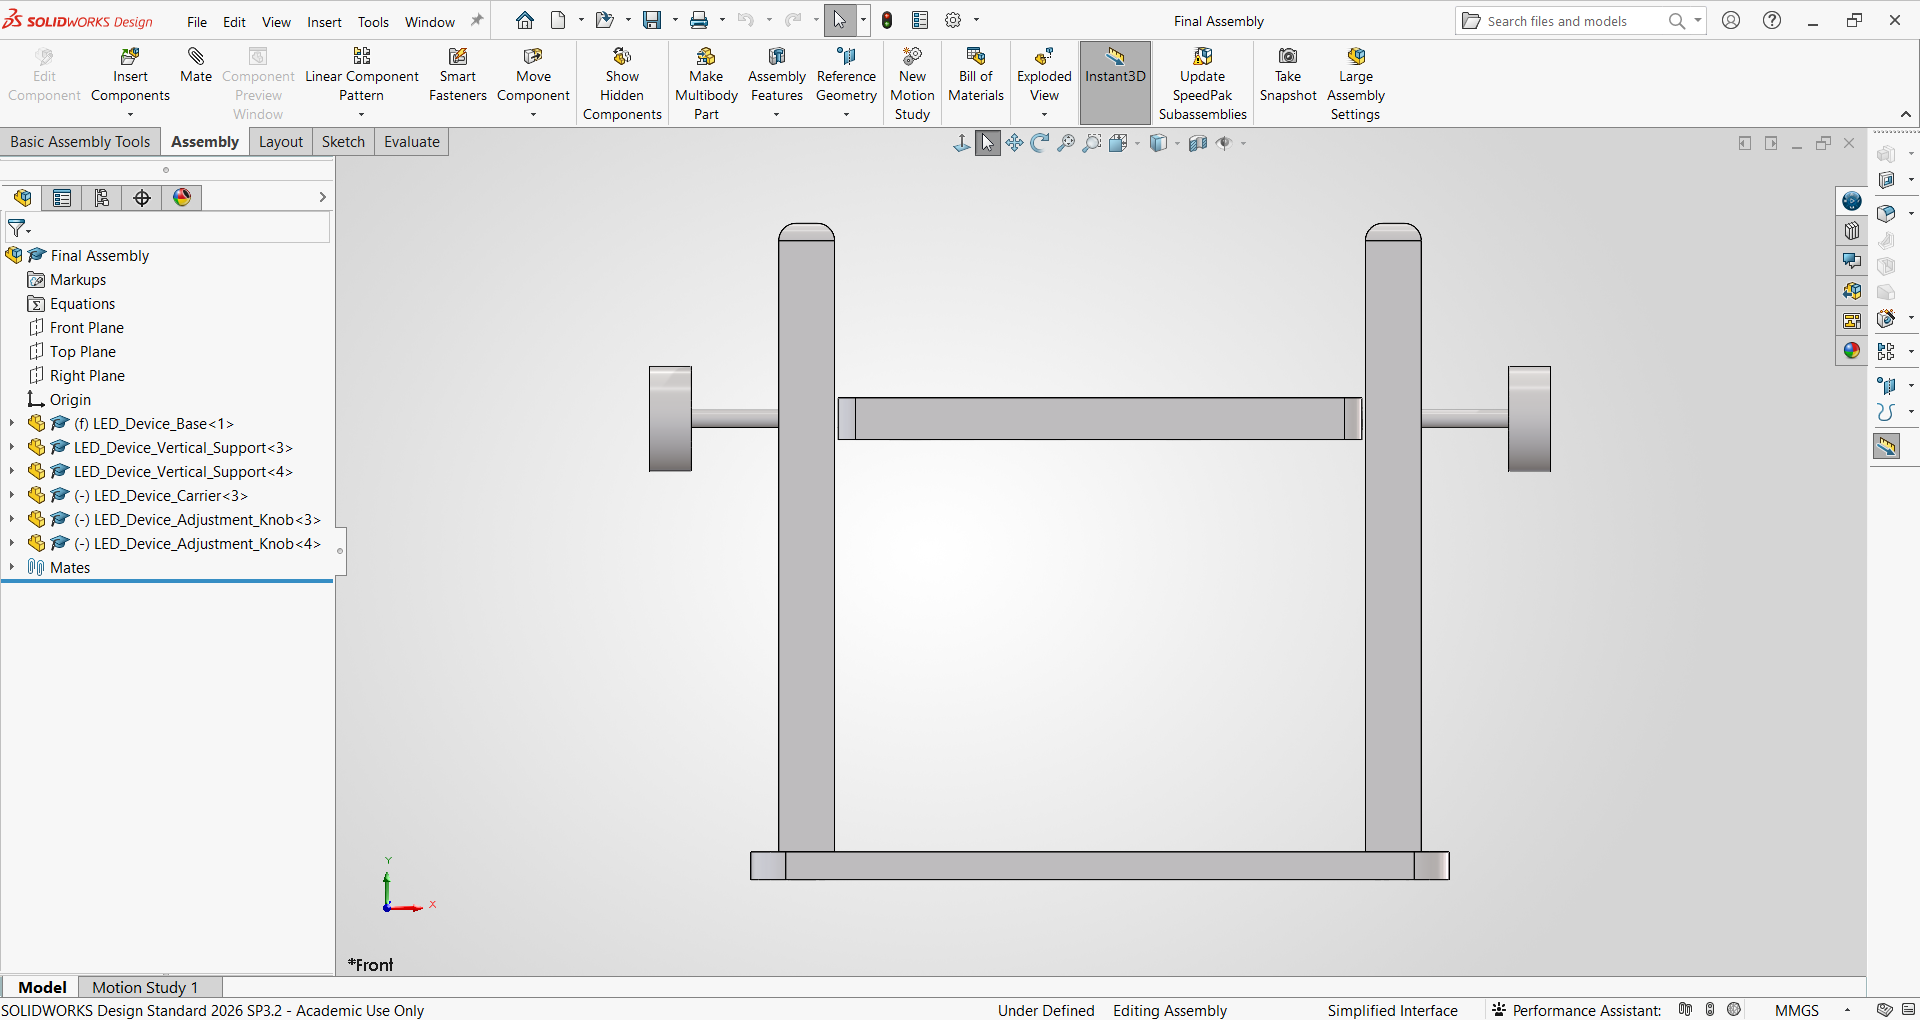 SOLIDWORKS Design File Edit View Insert Tools Window Final Assembly Search files and models
Edit Component
Insert Components
Mate
Component Preview Window
Linear Component Pattern
Smart Fasteners
Move Component
Show Hidden Components
Make Multibody Part
Assembly Features
Reference Geometry
New Motion Study
Bill of Materials
Exploded View
Instant3D
Update SpeedPak Subassemblies
Take Snapshot
Large Assembly Settings
Basic Assembly Tools Assembly Layout Sketch Evaluate
Final Assembly
Markups
Equations
Front Plane
Top Plane
Right Plane
Origin
(f) LED_Device_Base<1>
LED_Device_Vertical_Support<3>
LED_Device_Vertical_Support<4>
(-) LED_Device_Carrier<3>
(-) LED_Device_Adjustment_Knob<3>
(-) LED_Device_Adjustment_Knob<4>
Mates
Y
X
*Front
Model Motion Study 1
SOLIDWORKS Design Standard 2026 SP3.2 - Academic Use Only Under Defined Editing Assembly Simplified Interface Performance Assistant: MMGS